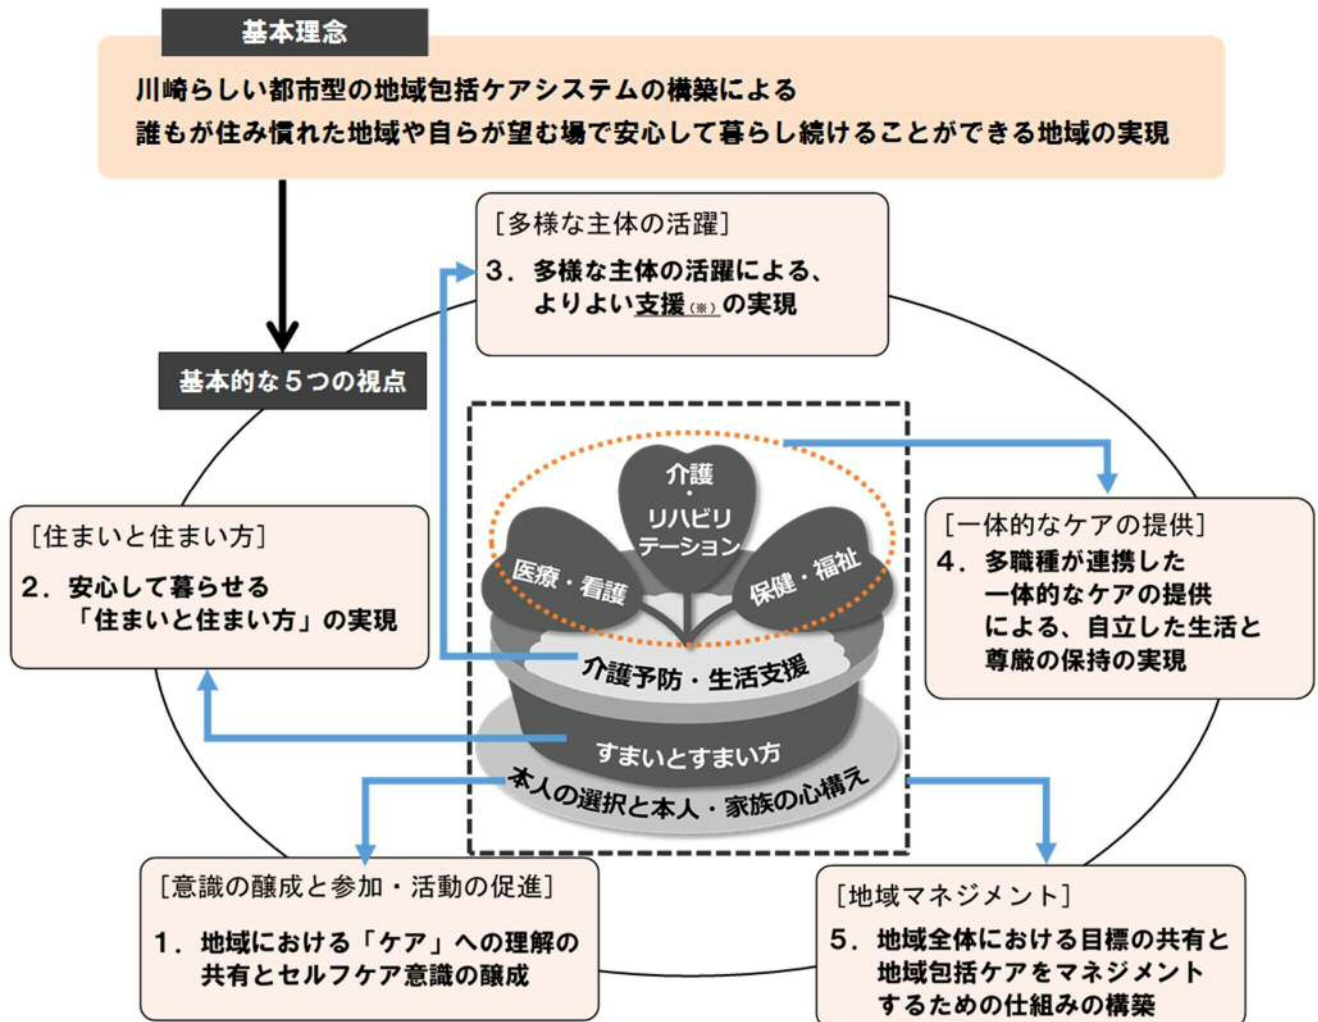 基本理念
川崎らしい都市型の地域包括ケアシステムの構築による
誰もが住み慣れた地域や自らが望む場で安心して暮らし続けることができる地域の実現
［多様な主体の活躍］
３．多様な主体の活躍による、
よりよい支援（※）の実現
基本的な５つの視点
［住まいと住まい方］
２．安心して暮らせる
「住まいと住まい方」の実現
介護
・
リハビリ
テーション
医療・看護
保健・福祉
介護予防・生活支援
すまいとすまい方
本人の選択と本人・家族の心構え
［一体的なケアの提供］
４．多職種が連携した
一体的なケアの提供
による、自立した生活と
尊厳の保持の実現
［意識の醸成と参加・活動の促進］
１．地域における「ケア」への理解の
共有とセルフケア意識の醸成
［地域マネジメント］
５．地域全体における目標の共有と
地域包括ケアをマネジメント
するための仕組みの構築